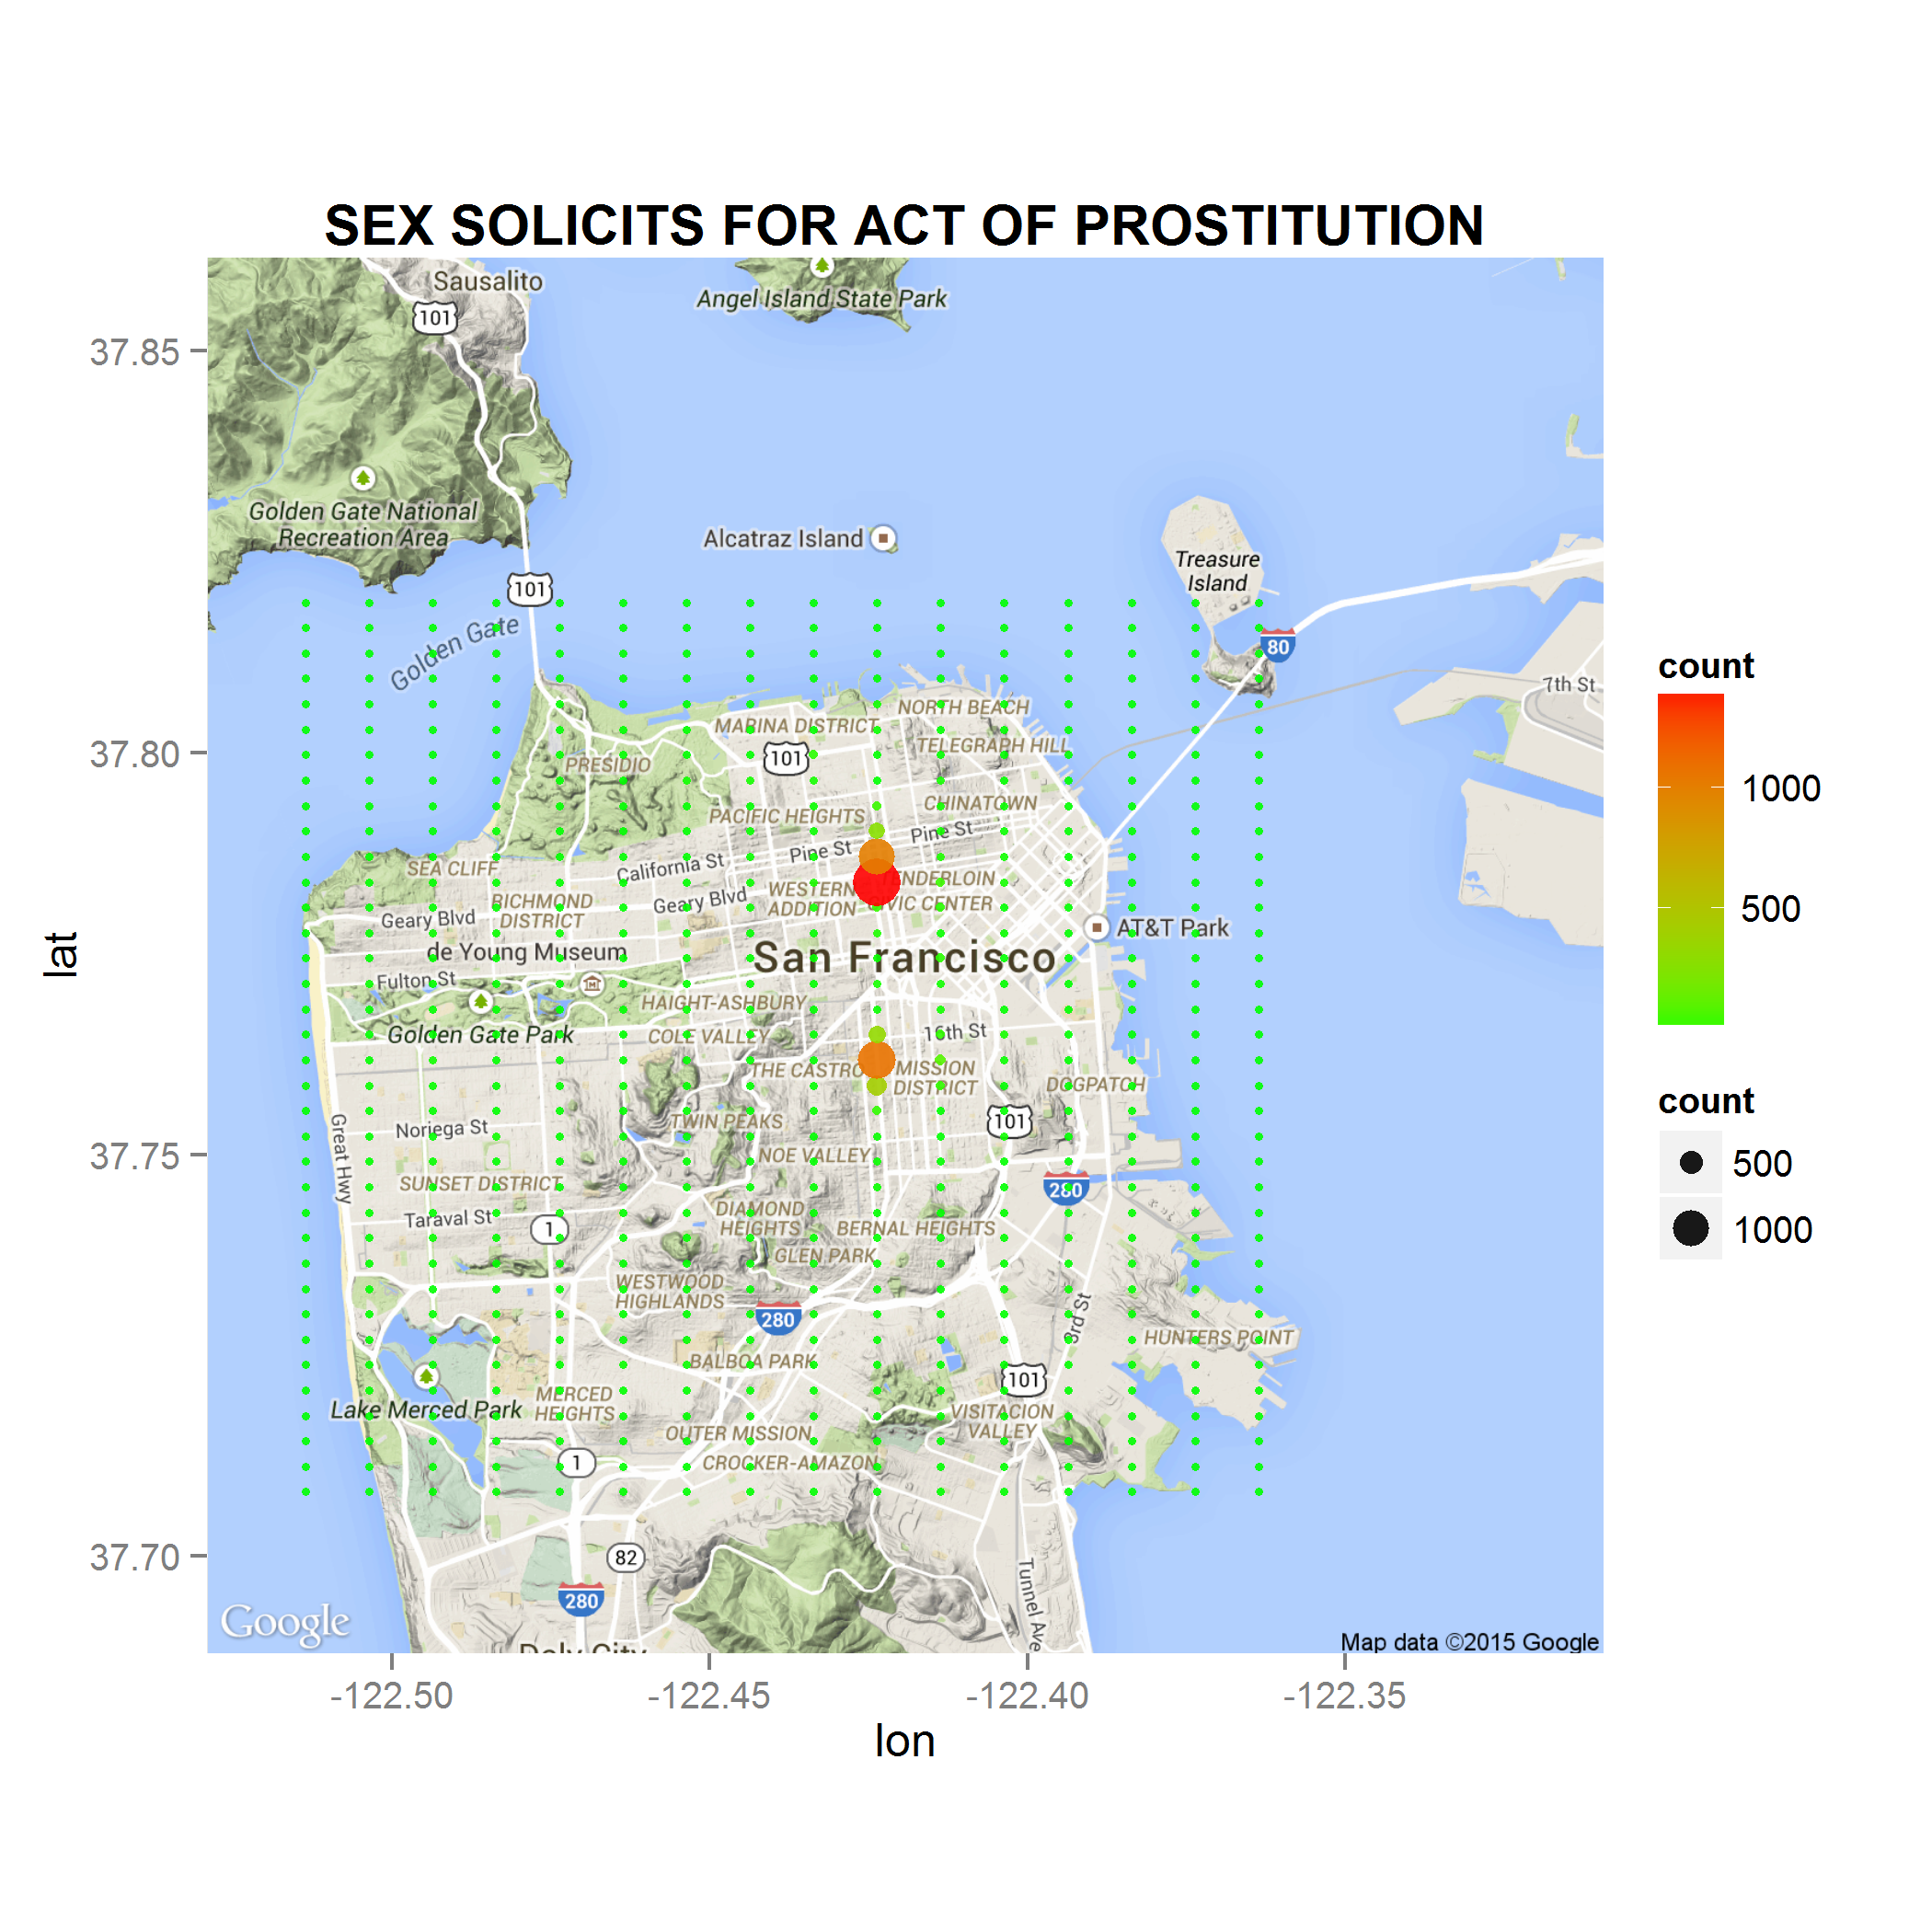 SEX SOLICITS FOR ACT OF PROSTITUTION
Sausalito
101
Angel Island State Park
37.85
Golden Gate National
Recreation Area
Alcatraz Island
Treasure
Island
101
Golden Gate
80
7th St
count
1000
500
count
500
1000
NORTH BEACH
MARINA DISTRICT
TELEGRAPH HILL
37.80
101
PRESIDIO
CHINATOWN
PACIFIC HEIGHTS
Pine St
Pine St
California St
SEA CLIFF
TENDERLOIN
WESTERN
ADDITION
Geary Blvd
RICHMOND
DISTRICT
CIVIC CENTER
Geary Blvd
AT&T Park
de Young Museum
San Francisco
lat
Fulton St
HAIGHT-ASHBURY
Golden Gate Park
COLE VALLEY
16th St
THE CASTRO
MISSION
DISTRICT
DOGPATCH
TWIN PEAKS
101
Great Hwy
Noriega St
NOE VALLEY
37.75
SUNSET DISTRICT
280
Taraval St
1
DIAMOND
HEIGHTS
BERNAL HEIGHTS
GLEN PARK
WESTWOOD
HIGHLANDS
280
3rd St
HUNTERS POINT
BALBOA PARK
101
Lake Merced Park
MERCED
HEIGHTS
VISITACION
VALLEY
OUTER MISSION
1
CROCKER-AMAZON
37.70
82
280
Tunnel Ave
Google
Daly City
Map data ©2015 Google
-122.50
-122.45
-122.40
-122.35
lon